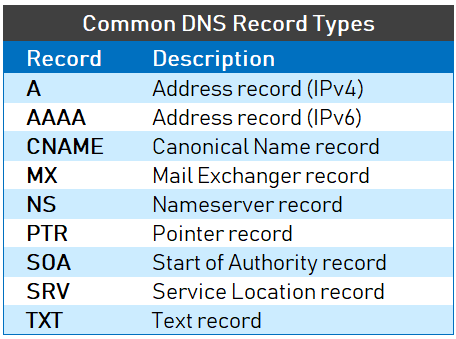 Common DNS Record Types
Record Description
A Address record (IPv4)
AAAA Address record (IPv6)
CNAME Canonical Name record
MX Mail Exchanger record
NS Nameserver record
PTR Pointer record
SOA Start of Authority record
SRV Service Location record
TXT Text record